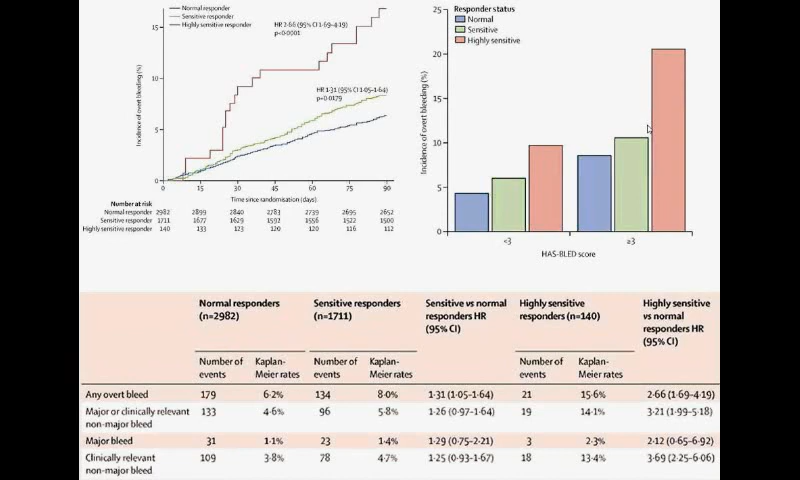 Normal responder
Sensitive responder
Highly sensitive responder
HR 2·66 (95% CI 1·69–4·19)
p<0·0001
HR 1·31 (95% CI 1·05–1·64)
p=0·0179
Incidence of overt bleeding (%)
15
10
5
0
0 15 30 45 60 75 90
Time since randomisation (days)
Number at risk
Normal responder 2982 2899 2840 2783 2739 2695 2652
Sensitive responder 1711 1677 1629 1592 1556 1522 1500
Highly sensitive responder 140 133 123 120 120 116 112
Responder status
Normal
Sensitive
Highly sensitive
Incidence of overt bleeding (%)
25
20
15
10
5
0
<3 ≥3
HAS-BLED score
Normal responders (n=2982) Sensitive responders (n=1711) Sensitive vs normal responders HR (95% CI) Highly sensitive responders (n=140) Highly sensitive vs normal responders HR (95% CI)
Number of events Kaplan-Meier rates Number of events Kaplan-Meier rates Number of events Kaplan-Meier rates
Any overt bleed 179 6·2% 134 8·0% 1·31 (1·05–1·64) 21 15·6% 2·66 (1·69–4·19)
Major or clinically relevant non-major bleed 133 4·6% 96 5·8% 1·26 (0·97–1·64) 19 14·1% 3·21 (1·99–5·18)
Major bleed 31 1·1% 23 1·4% 1·29 (0·75–2·21) 3 2·3% 2·12 (0·65–6·92)
Clinically relevant non-major bleed 109 3·8% 78 4·7% 1·25 (0·93–1·67) 18 13·4% 3·69 (2·25–6·06)